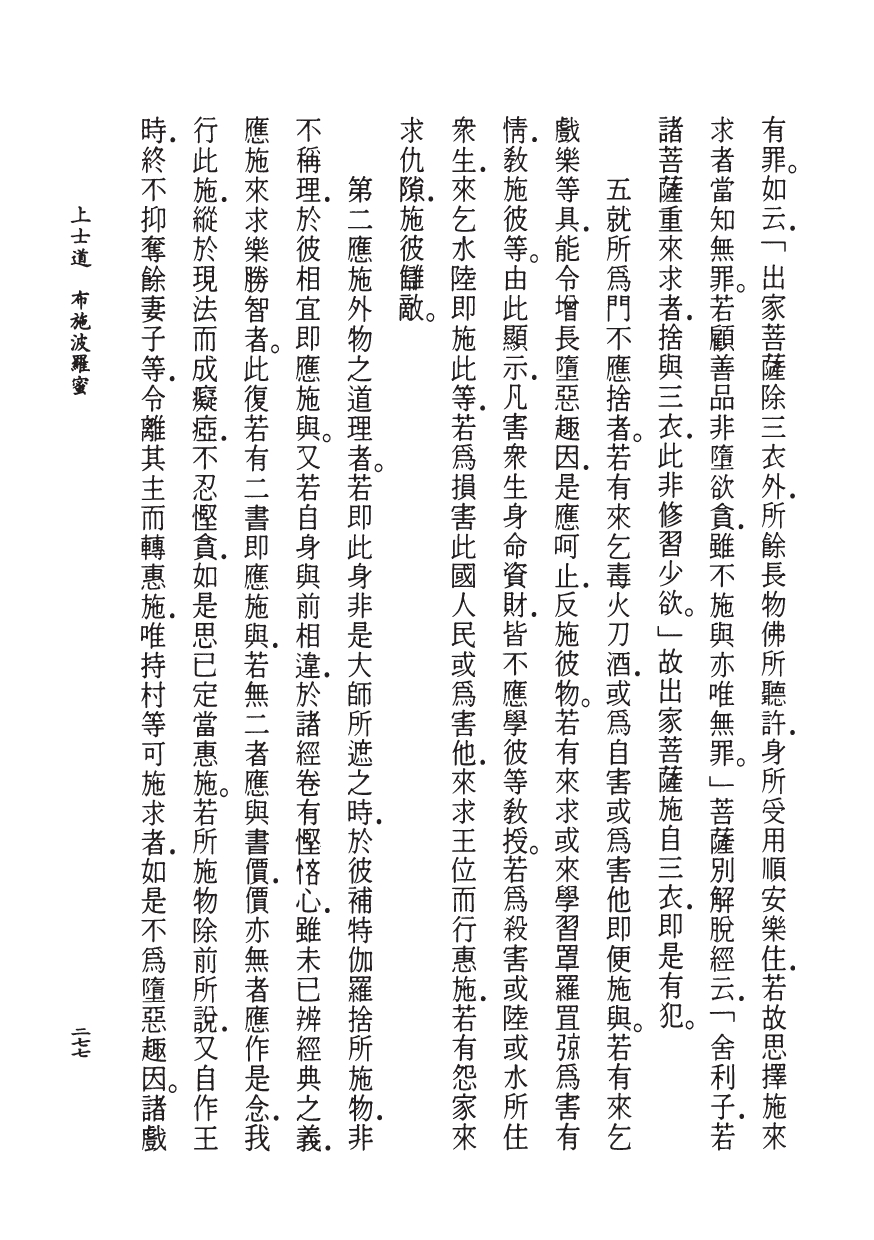 有罪。如云．「出家菩薩除三衣外．所餘長物佛所聽許．身所受用順安樂住．若故思擇施來
求者當知無罪。若顧善品非墮欲貪．雖不施與亦唯無罪。」菩薩別解脫經云．「舍利子．若
諸菩薩重來求者．捨與三衣．此非修習少欲。」故出家菩薩施自三衣．即是有犯。
五就所爲門不應捨者。若有來乞毒火刀酒．或爲自害或爲害他即便施與。若有來乞
戲樂等具．能令增長墮惡趣因．是應呵止．反施彼物。若有來求或來學習罩羅罝弶爲害有
情．教施彼等。由此顯示．凡害衆生身命資財．皆不應學彼等教授。若爲殺害或陸或水所住
衆生．來乞水陸即施此等．若爲損害此國人民或爲害他．來求王位而行惠施．若有怨家來
求仇隙．施彼讎敵。
第二應施外物之道理者。若即此身非是大師所遮之時．於彼補特伽羅捨所施物．非
不稱理．於彼相宜即應施與。又若自身與前相違．於諸經卷有慳悋心．雖未已辨經典之義．
應施來求樂勝智者。此復若有二書即應施與．若無二者應與書價．價亦無者應作是念．我
行此施．縱於現法而成癡瘂．不忍慳貪．如是思已定當惠施。若所施物除前所說．又自作王
時．終不抑奪餘妻子等．令離其主而轉惠施．唯持村等可施求者．如是不爲墮惡趣因。諸戲
上士道　布施波羅蜜
二七七